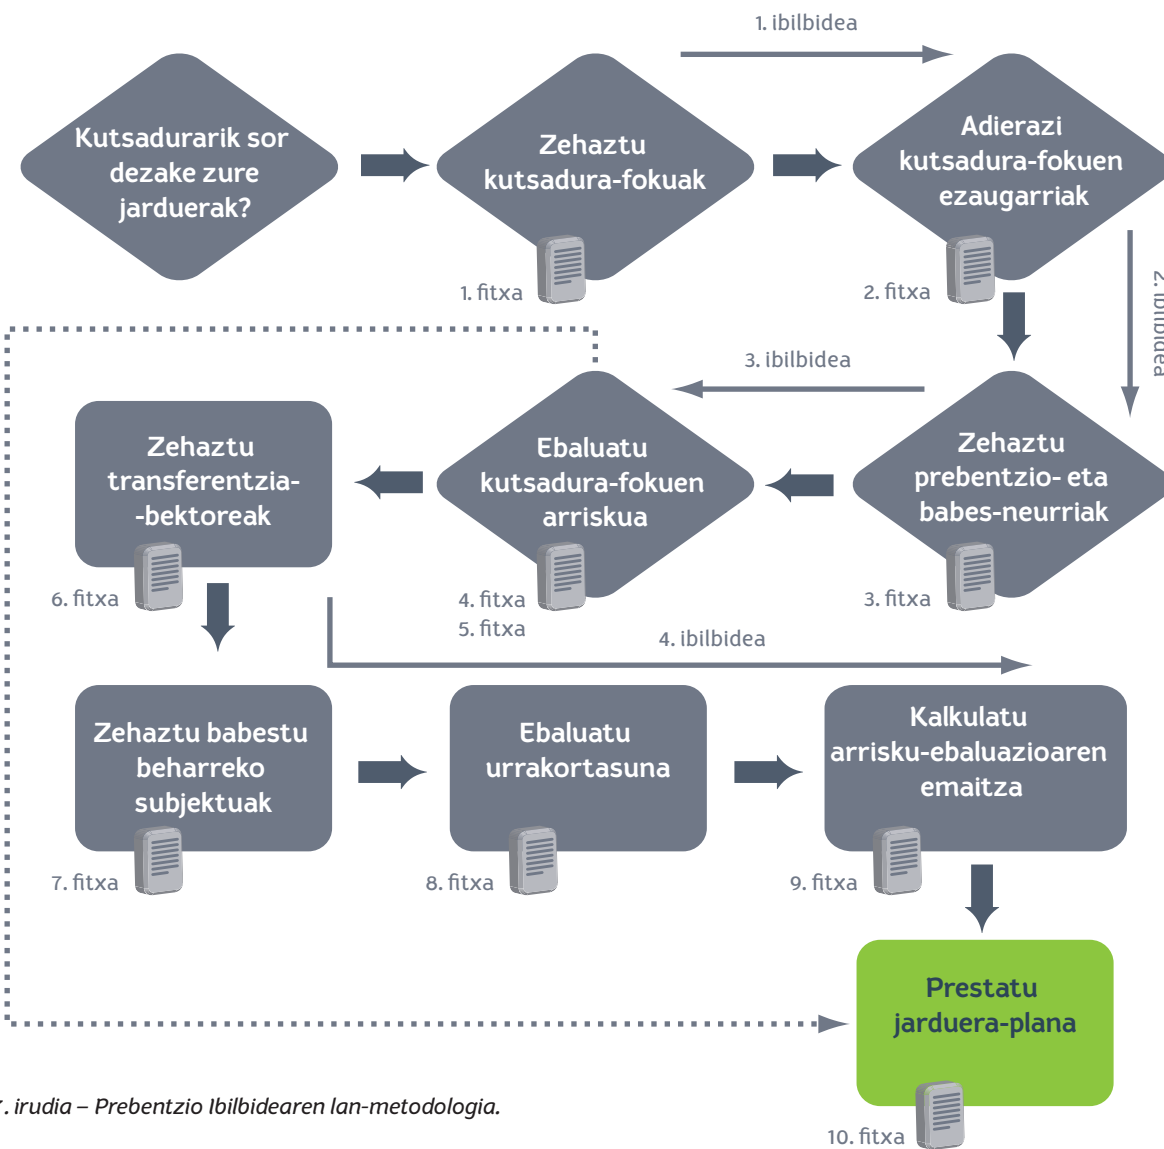 1. ibilbidea
Kutsadurarik sor
dezake zure
jarduerak?
Zehaztu
kutsadura-fokuak
Adierazi
kutsadura-fokuen
ezaugarriak
1. fitxa
2. fitxa
2. ibilbidea
3. ibilbidea
Zehaztu
transferentzia-
-bektoreak
Ebaluatu
kutsadura-fokuen
arriskua
Zehaztu
prebentzio- eta
babes-neurriak
6. fitxa
4. fitxa
5. fitxa
3. fitxa
4. ibilbidea
Zehaztu babestu
beharreko
subjektuak
Ebaluatu
urrakortasuna
Kalkulatu
arrisku-ebaluazioaren
emaitza
7. fitxa
8. fitxa
9. fitxa
Prestatu
jarduera-plana
. irudia – Prebentzio Ibilbidearen lan-metodologia.
10. fitxa